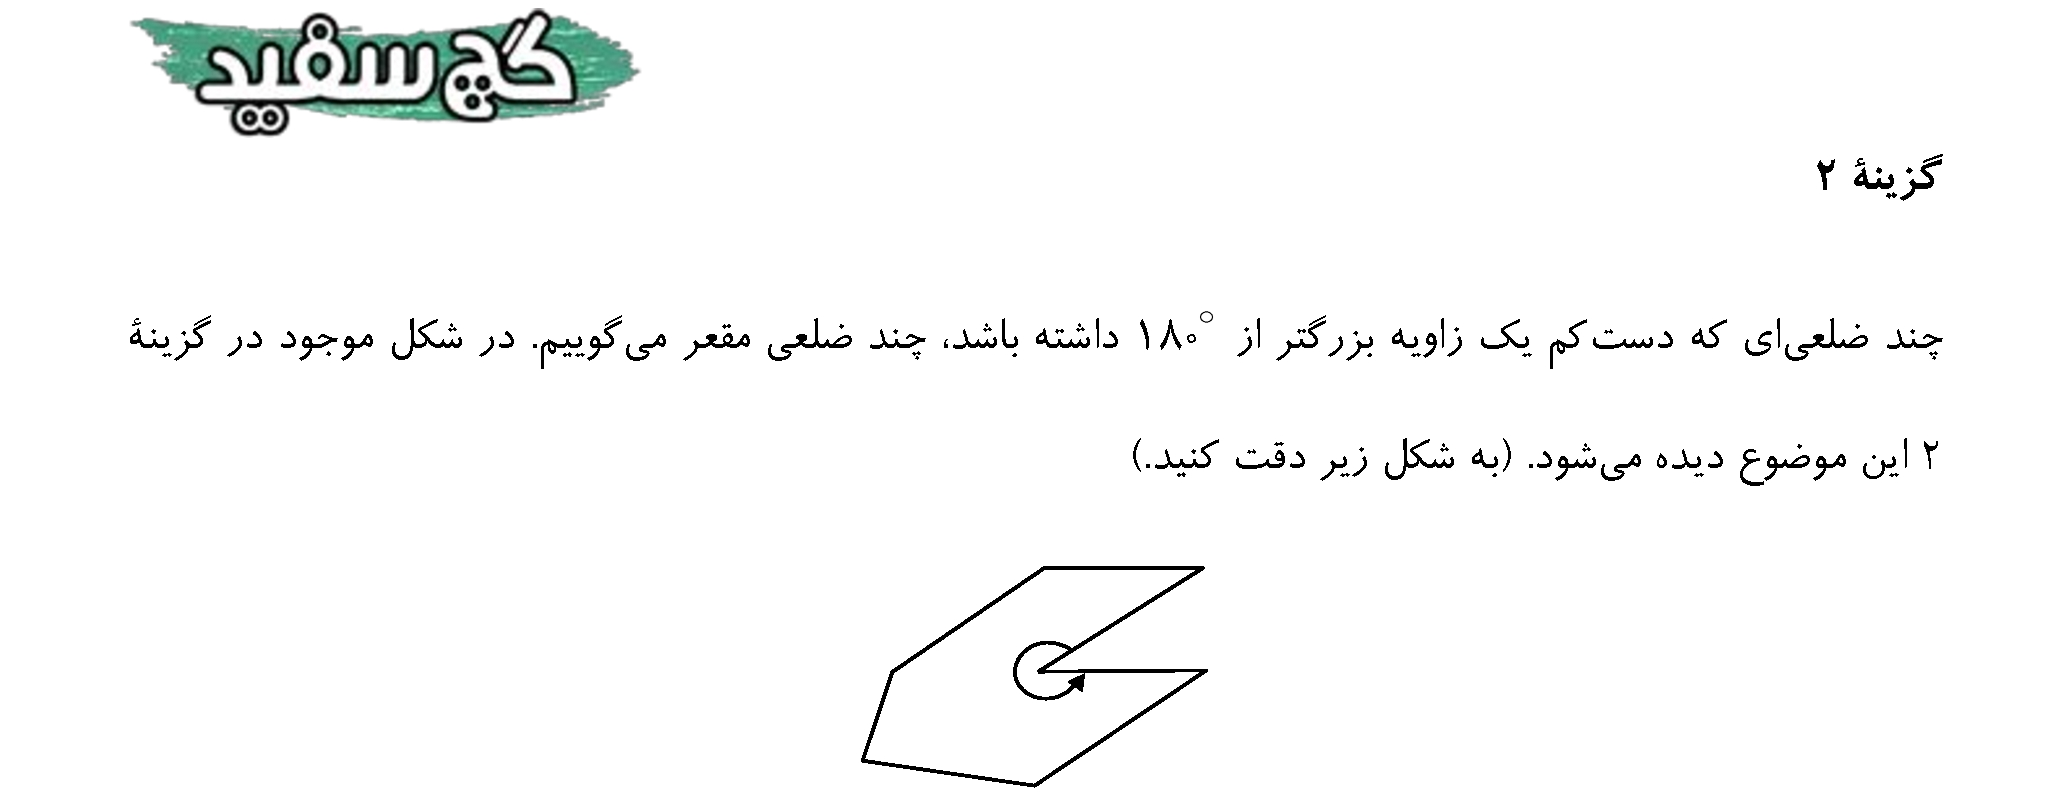 گچ سفید
گزینهٔ ۲
چند ضلعی‌ای که دست‌کم یک زاویه بزرگتر از ۱۸۰° داشته باشد، چند ضلعی مقعر می‌گوییم. در شکل موجود در گزینهٔ
۲ این موضوع دیده می‌شود. (به شکل زیر دقت کنید.)